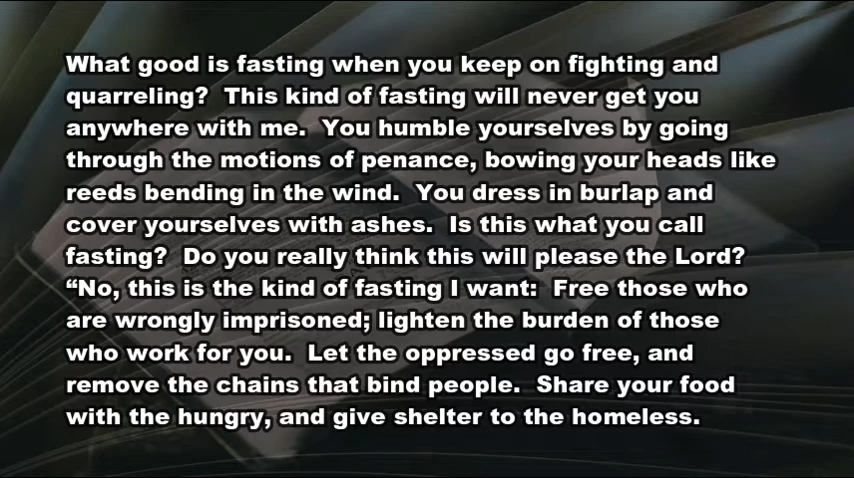 What good is fasting when you keep on fighting and
quarreling?  This kind of fasting will never get you
anywhere with me.  You humble yourselves by going
through the motions of penance, bowing your heads like
reeds bending in the wind.  You dress in burlap and
cover yourselves with ashes.  Is this what you call
fasting?  Do you really think this will please the Lord?
“No, this is the kind of fasting I want:  Free those who
are wrongly imprisoned; lighten the burden of those
who work for you.  Let the oppressed go free, and
remove the chains that bind people.  Share your food
with the hungry, and give shelter to the homeless.